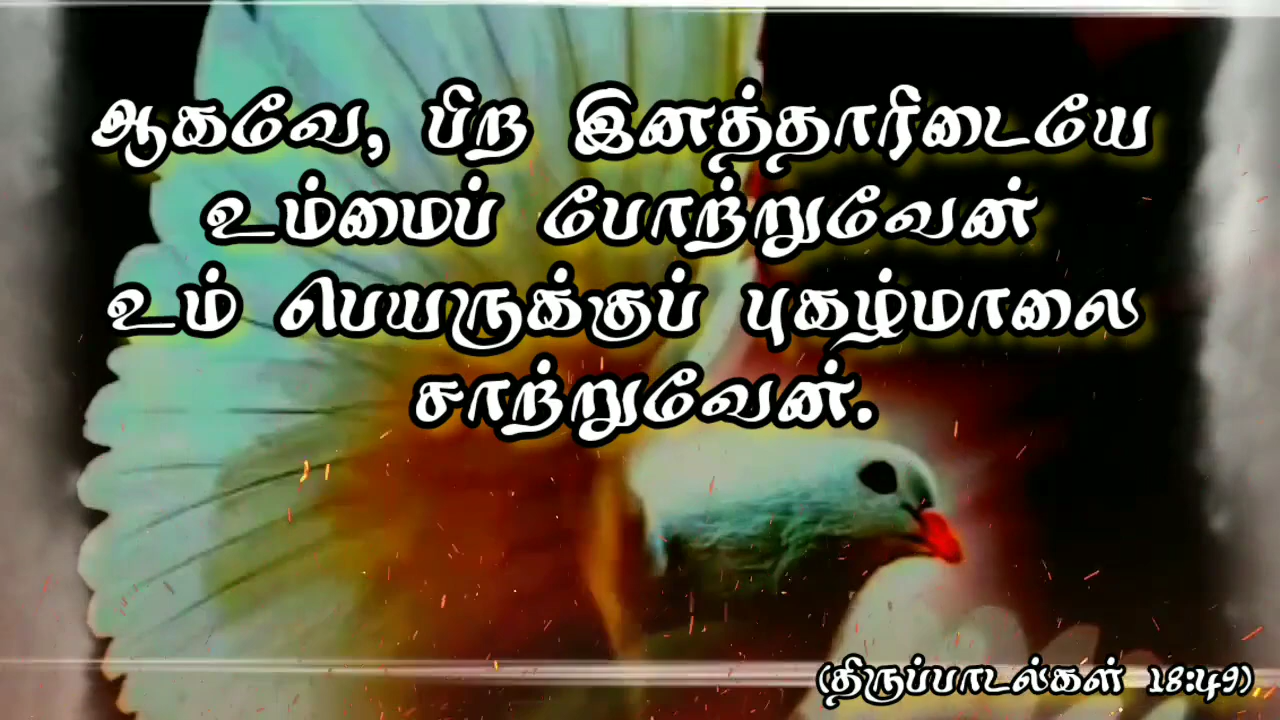 ஆகவே, பிற இனத்தாரிடையே
உம்மைப் போற்றுவேன்
உம் பெயருக்குப் புகழ்மாலை
சாற்றுவேன்.
(திருப்பாடல்கள் 18:49)